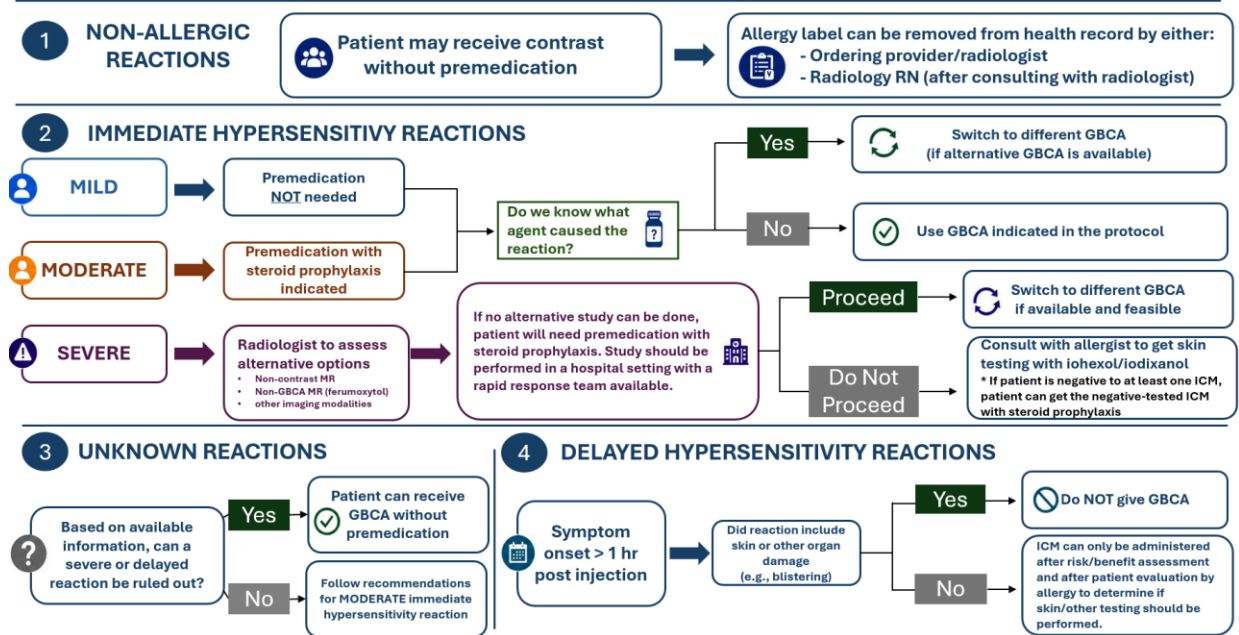 1
NON-ALLERGIC
REACTIONS
Patient may receive contrast
without premedication
Allergy label can be removed from health record by either:
- Ordering provider/radiologist
- Radiology RN (after consulting with radiologist)
2
IMMEDIATE HYPERSENSITIVY REACTIONS
MILD
Premedication
NOT needed
MODERATE
Premedication with
steroid prophylaxis
indicated
Do we know what
agent caused the
reaction?
?
Yes
Switch to different GBCA
(if alternative GBCA is available)
No
Use GBCA indicated in the protocol
SEVERE
Radiologist to assess
alternative options
• Non-contrast MR
• Non-GBCA MR (ferumoxytol)
• other imaging modalities
If no alternative study can be done,
patient will need premedication with
steroid prophylaxis. Study should be
performed in a hospital setting with a
rapid response team available.
Proceed
Switch to different GBCA
if available and feasible
Do Not
Proceed
Consult with allergist to get skin
testing with iohexol/iodixanol
* If patient is negative to at least one ICM,
patient can get the negative-tested ICM
with steroid prophylaxis
3
UNKNOWN REACTIONS
?
Based on available
information, can a
severe or delayed
reaction be ruled out?
Yes
Patient can receive
GBCA without
premedication
No
Follow recommendations
for MODERATE immediate
hypersensitivity reaction
4
DELAYED HYPERSENSITIVITY REACTIONS
Symptom
onset > 1 hr
post injection
Did reaction include
skin or other organ
damage
(e.g., blistering)
Yes
Do NOT give GBCA
No
ICM can only be administered
after risk/benefit assessment
and after patient evaluation by
allergy to determine if
skin/other testing should be
performed.